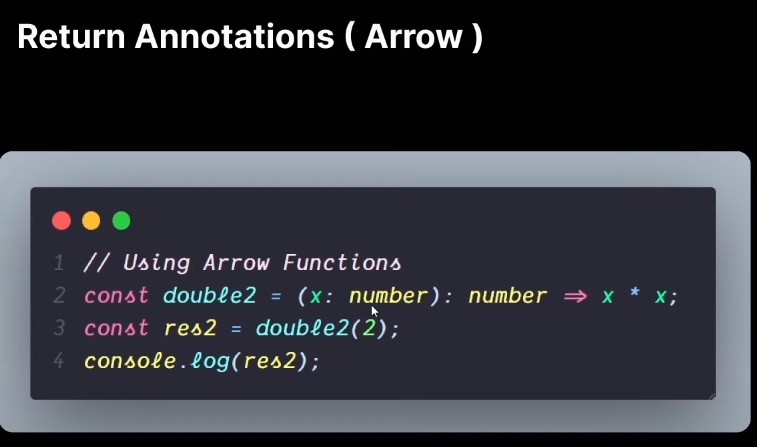 Return Annotations ( Arrow )
1 // Using Arrow Functions
2 const double2 = (x: number): number => x * x;
3 const res2 = double2(2);
4 console.log(res2);